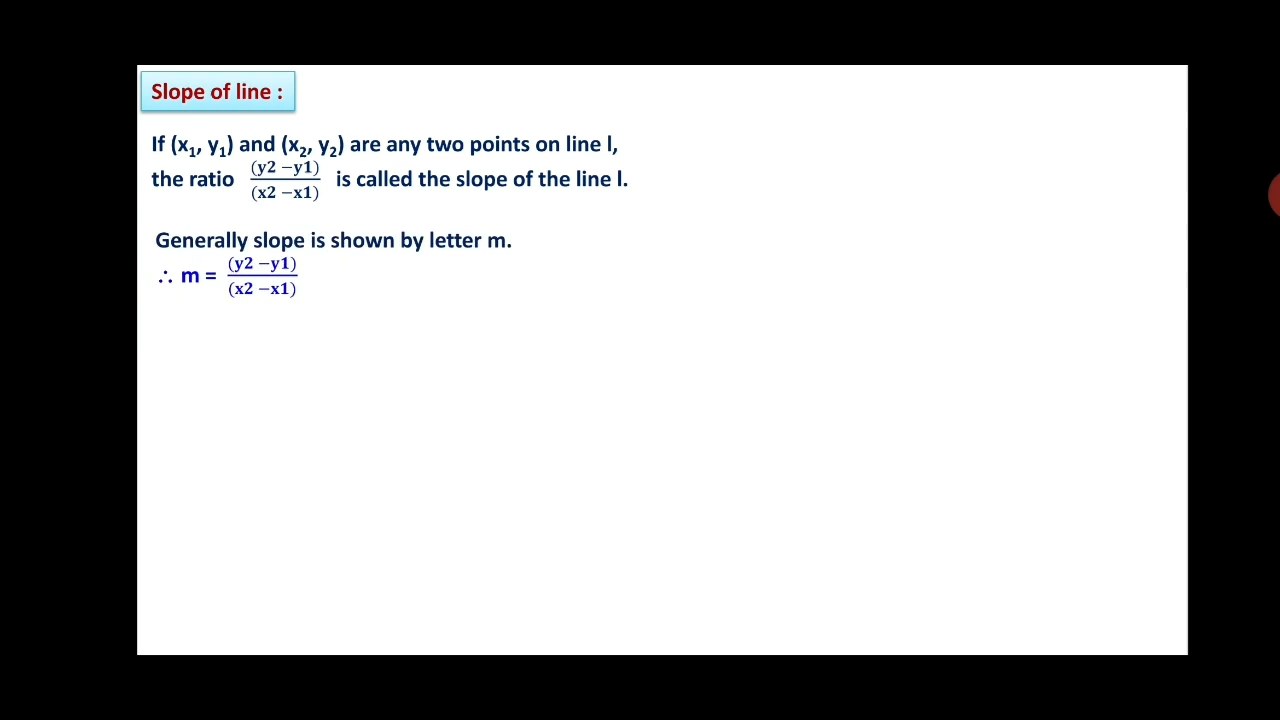 Slope of line :
If (x₁, y₁) and (x₂, y₂) are any two points on line l,
the ratio (y2 −y1)/(x2 −x1) is called the slope of the line l.
Generally slope is shown by letter m.
∴ m = (y2 −y1)/(x2 −x1)